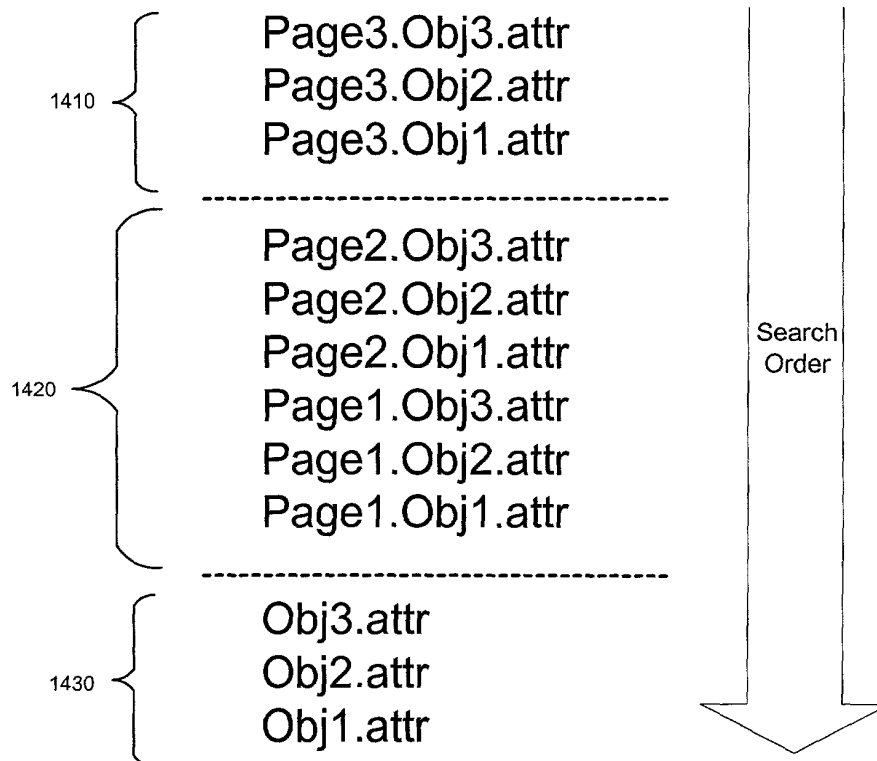 1410
Page3.Obj3.attr
Page3.Obj2.attr
Page3.Obj1.attr
1420
Page2.Obj3.attr
Page2.Obj2.attr
Page2.Obj1.attr
Page1.Obj3.attr
Page1.Obj2.attr
Page1.Obj1.attr
1430
Obj3.attr
Obj2.attr
Obj1.attr
Search
Order